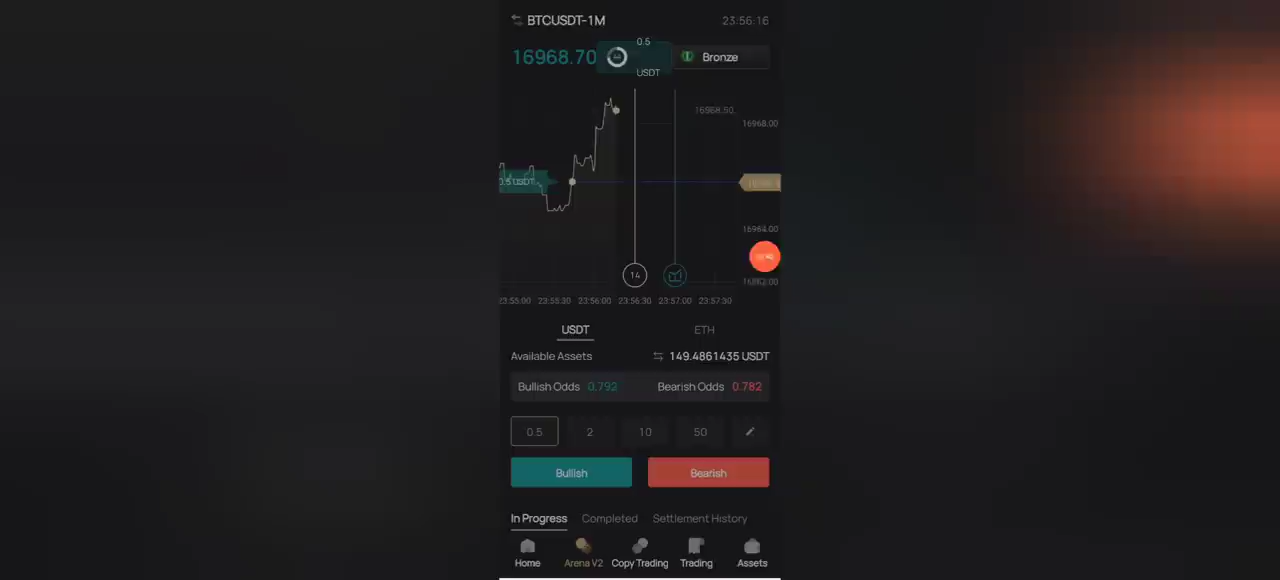 BTCUSDT-1M 23:56:16
0.5
16968.70 Bronze
USDT
16968.50
16968.00
0.5 USDT
16964.00
14
16962.00
23:55:00 23:55:30 23:56:00 23:56:30 23:57:00 23:57:30
USDT ETH
Available Assets 149.4861435 USDT
Bullish Odds 0.792 Bearish Odds 0.782
0.5 2 10 50
Bullish Bearish
In Progress Completed Settlement History
Home Arena V2 Copy Trading Trading Assets